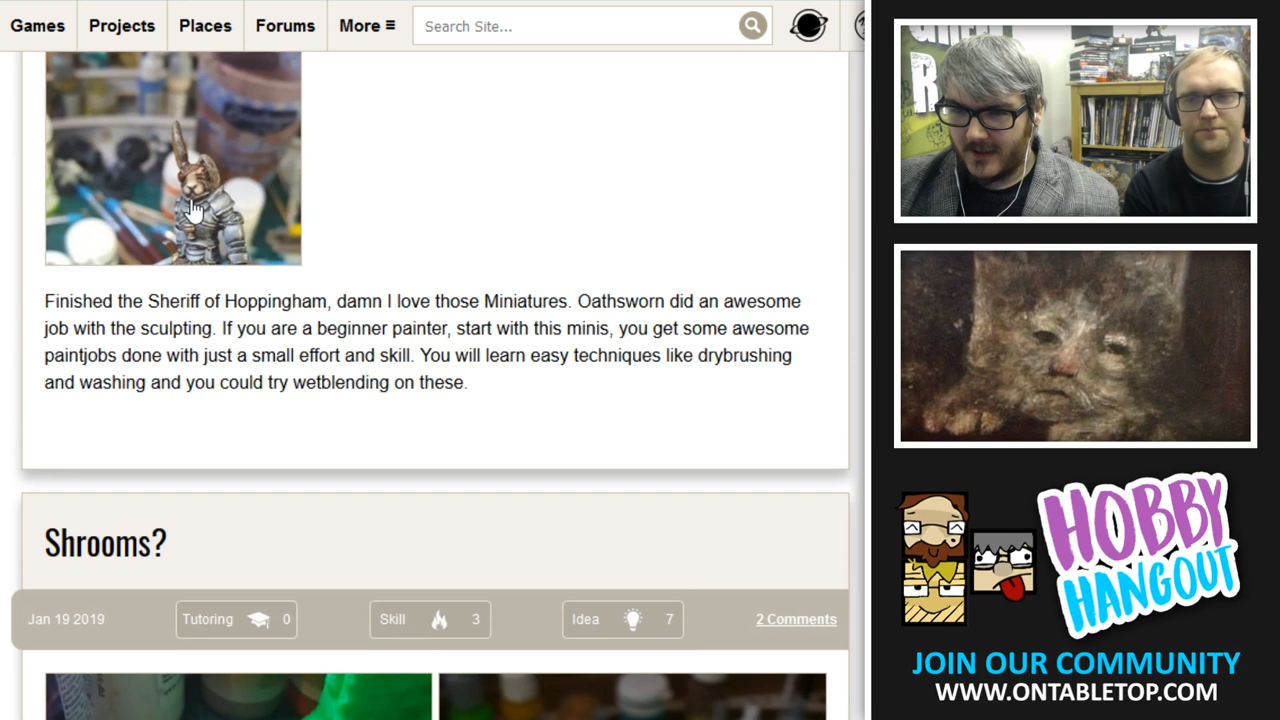 Games Projects Places Forums More ≡ Search Site...
Finished the Sheriff of Hoppingham, damn I love those Miniatures. Oathsworn did an awesome
job with the sculpting. If you are a beginner painter, start with this minis, you get some awesome
paintjobs done with just a small effort and skill. You will learn easy techniques like drybrushing
and washing and you could try wetblending on these.
Shrooms?
Jan 19 2019 Tutoring 0 Skill 3 Idea 7 2 Comments
HOBBY
HANGOUT
JOIN OUR COMMUNITY
WWW.ONTABLETOP.COM